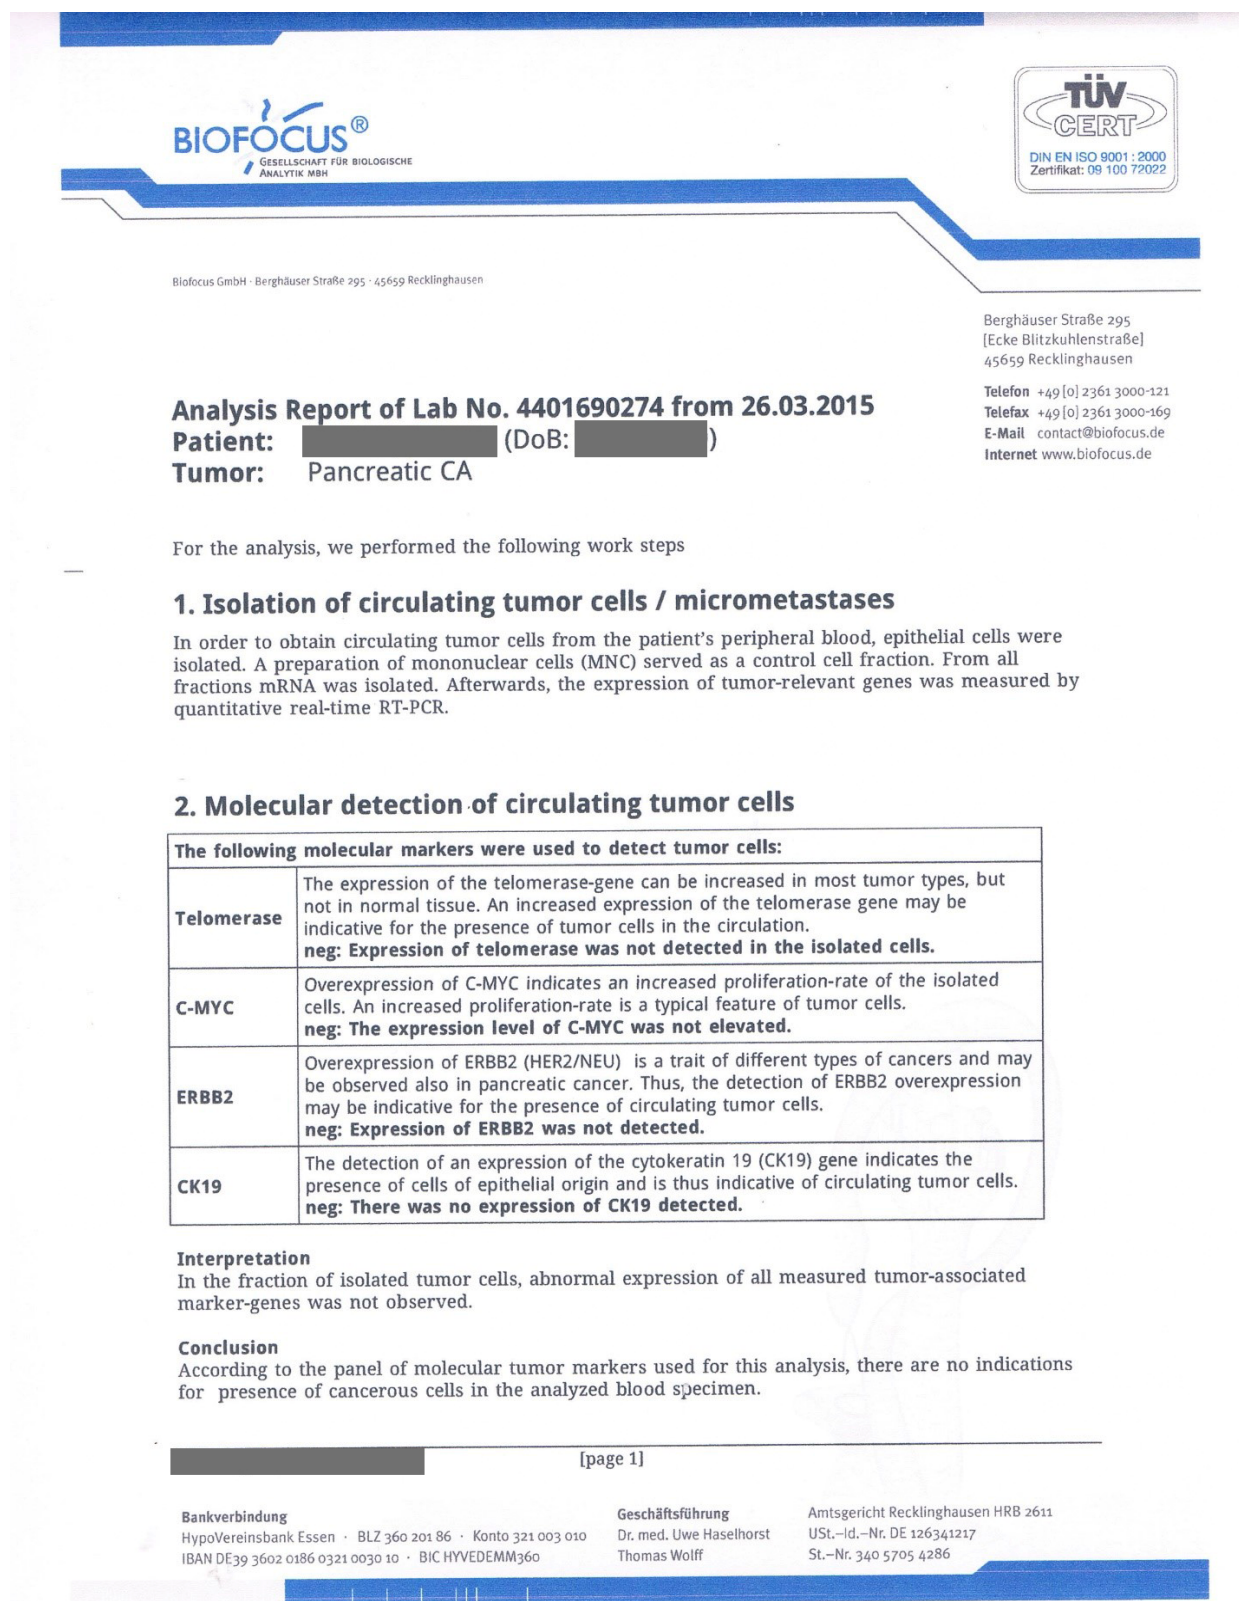 BIOFOCUS®
GESELLSCHAFT FÜR BIOLOGISCHE
ANALYTIK MBH
TÜV
CERT
DIN EN ISO 9001 : 2000
Zertifikat: 09 100 72022
Biofocus GmbH · Berghäuser Straße 295 · 45659 Recklinghausen
Berghäuser Straße 295
[Ecke Blitzkuhlenstraße]
45659 Recklinghausen
Telefon +49 [0] 2361 3000-121
Telefax +49 [0] 2361 3000-169
E-Mail contact@biofocus.de
Internet www.biofocus.de
Analysis Report of Lab No. 4401690274 from 26.03.2015
Patient: (DoB: )
Tumor: Pancreatic CA
For the analysis, we performed the following work steps
1. Isolation of circulating tumor cells / micrometastases
In order to obtain circulating tumor cells from the patient's peripheral blood, epithelial cells were
isolated. A preparation of mononuclear cells (MNC) served as a control cell fraction. From all
fractions mRNA was isolated. Afterwards, the expression of tumor-relevant genes was measured by
quantitative real-time RT-PCR.
2. Molecular detection of circulating tumor cells
The following molecular markers were used to detect tumor cells:
Telomerase
The expression of the telomerase-gene can be increased in most tumor types, but
not in normal tissue. An increased expression of the telomerase gene may be
indicative for the presence of tumor cells in the circulation.
neg: Expression of telomerase was not detected in the isolated cells.
C-MYC
Overexpression of C-MYC indicates an increased proliferation-rate of the isolated
cells. An increased proliferation-rate is a typical feature of tumor cells.
neg: The expression level of C-MYC was not elevated.
ERBB2
Overexpression of ERBB2 (HER2/NEU) is a trait of different types of cancers and may
be observed also in pancreatic cancer. Thus, the detection of ERBB2 overexpression
may be indicative for the presence of circulating tumor cells.
neg: Expression of ERBB2 was not detected.
CK19
The detection of an expression of the cytokeratin 19 (CK19) gene indicates the
presence of cells of epithelial origin and is thus indicative of circulating tumor cells.
neg: There was no expression of CK19 detected.
Interpretation
In the fraction of isolated tumor cells, abnormal expression of all measured tumor-associated
marker-genes was not observed.
Conclusion
According to the panel of molecular tumor markers used for this analysis, there are no indications
for presence of cancerous cells in the analyzed blood specimen.
[page 1]
Bankverbindung
HypoVereinsbank Essen · BLZ 360 201 86 · Konto 321 003 010
IBAN DE39 3602 0186 0321 0030 10 · BIC HYVEDEMM360
Geschäftsführung
Dr. med. Uwe Haselhorst
Thomas Wolff
Amtsgericht Recklinghausen HRB 2611
USt.–Id.–Nr. DE 126341217
St.–Nr. 340 5705 4286